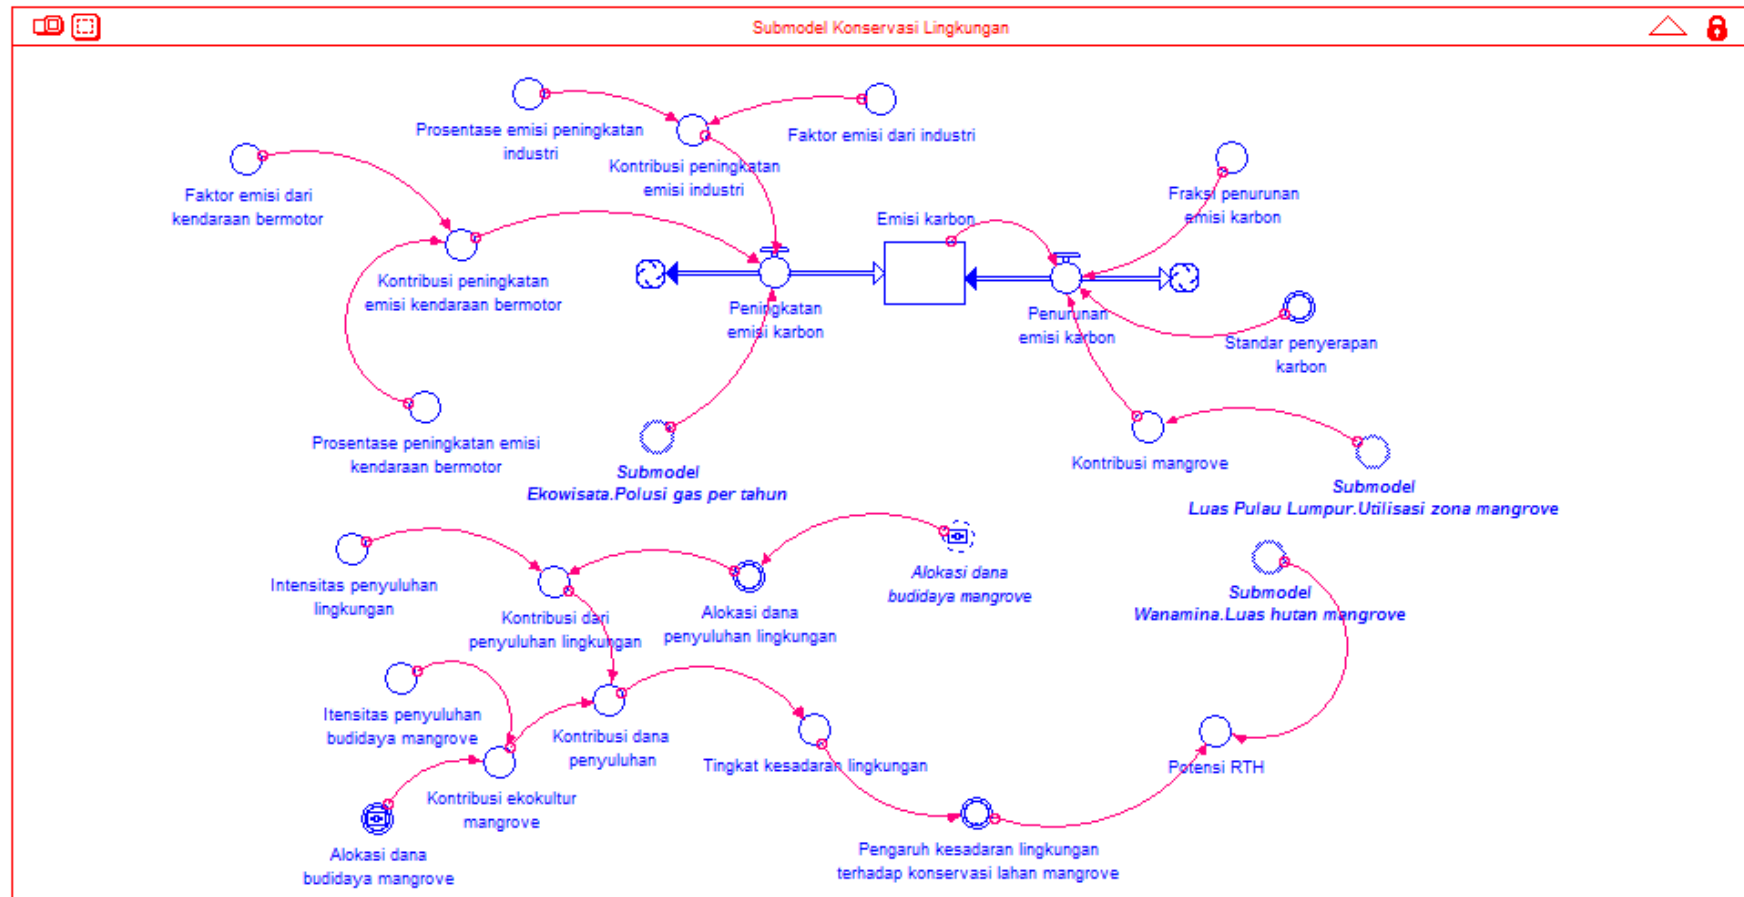 Submodel Konservasi Lingkungan
Prosentase emisi peningkatan
industri
Faktor emisi dari industri
Kontribusi peningkatan
emisi industri
Faktor emisi dari
kendaraan bermotor
Fraksi penurunan
emisi karbon
Emisi karbon
Kontribusi peningkatan
emisi kendaraan bermotor
Peningkatan
emisi karbon
Penurunan
emisi karbon
Standar penyerapan
karbon
Prosentase peningkatan emisi
kendaraan bermotor
Submodel
Ekowisata.Polusi gas per tahun
Kontribusi mangrove
Submodel
Luas Pulau Lumpur.Utilisasi zona mangrove
Intensitas penyuluhan
lingkungan
Kontribusi dari
penyuluhan lingkungan
Alokasi dana
penyuluhan lingkungan
Alokasi dana
budidaya mangrove
Submodel
Wanamina.Luas hutan mangrove
Itensitas penyuluhan
budidaya mangrove
Kontribusi dana
penyuluhan
Tingkat kesadaran lingkungan
Potensi RTH
Kontribusi ekokultur
mangrove
Alokasi dana
budidaya mangrove
Pengaruh kesadaran lingkungan
terhadap konservasi lahan mangrove